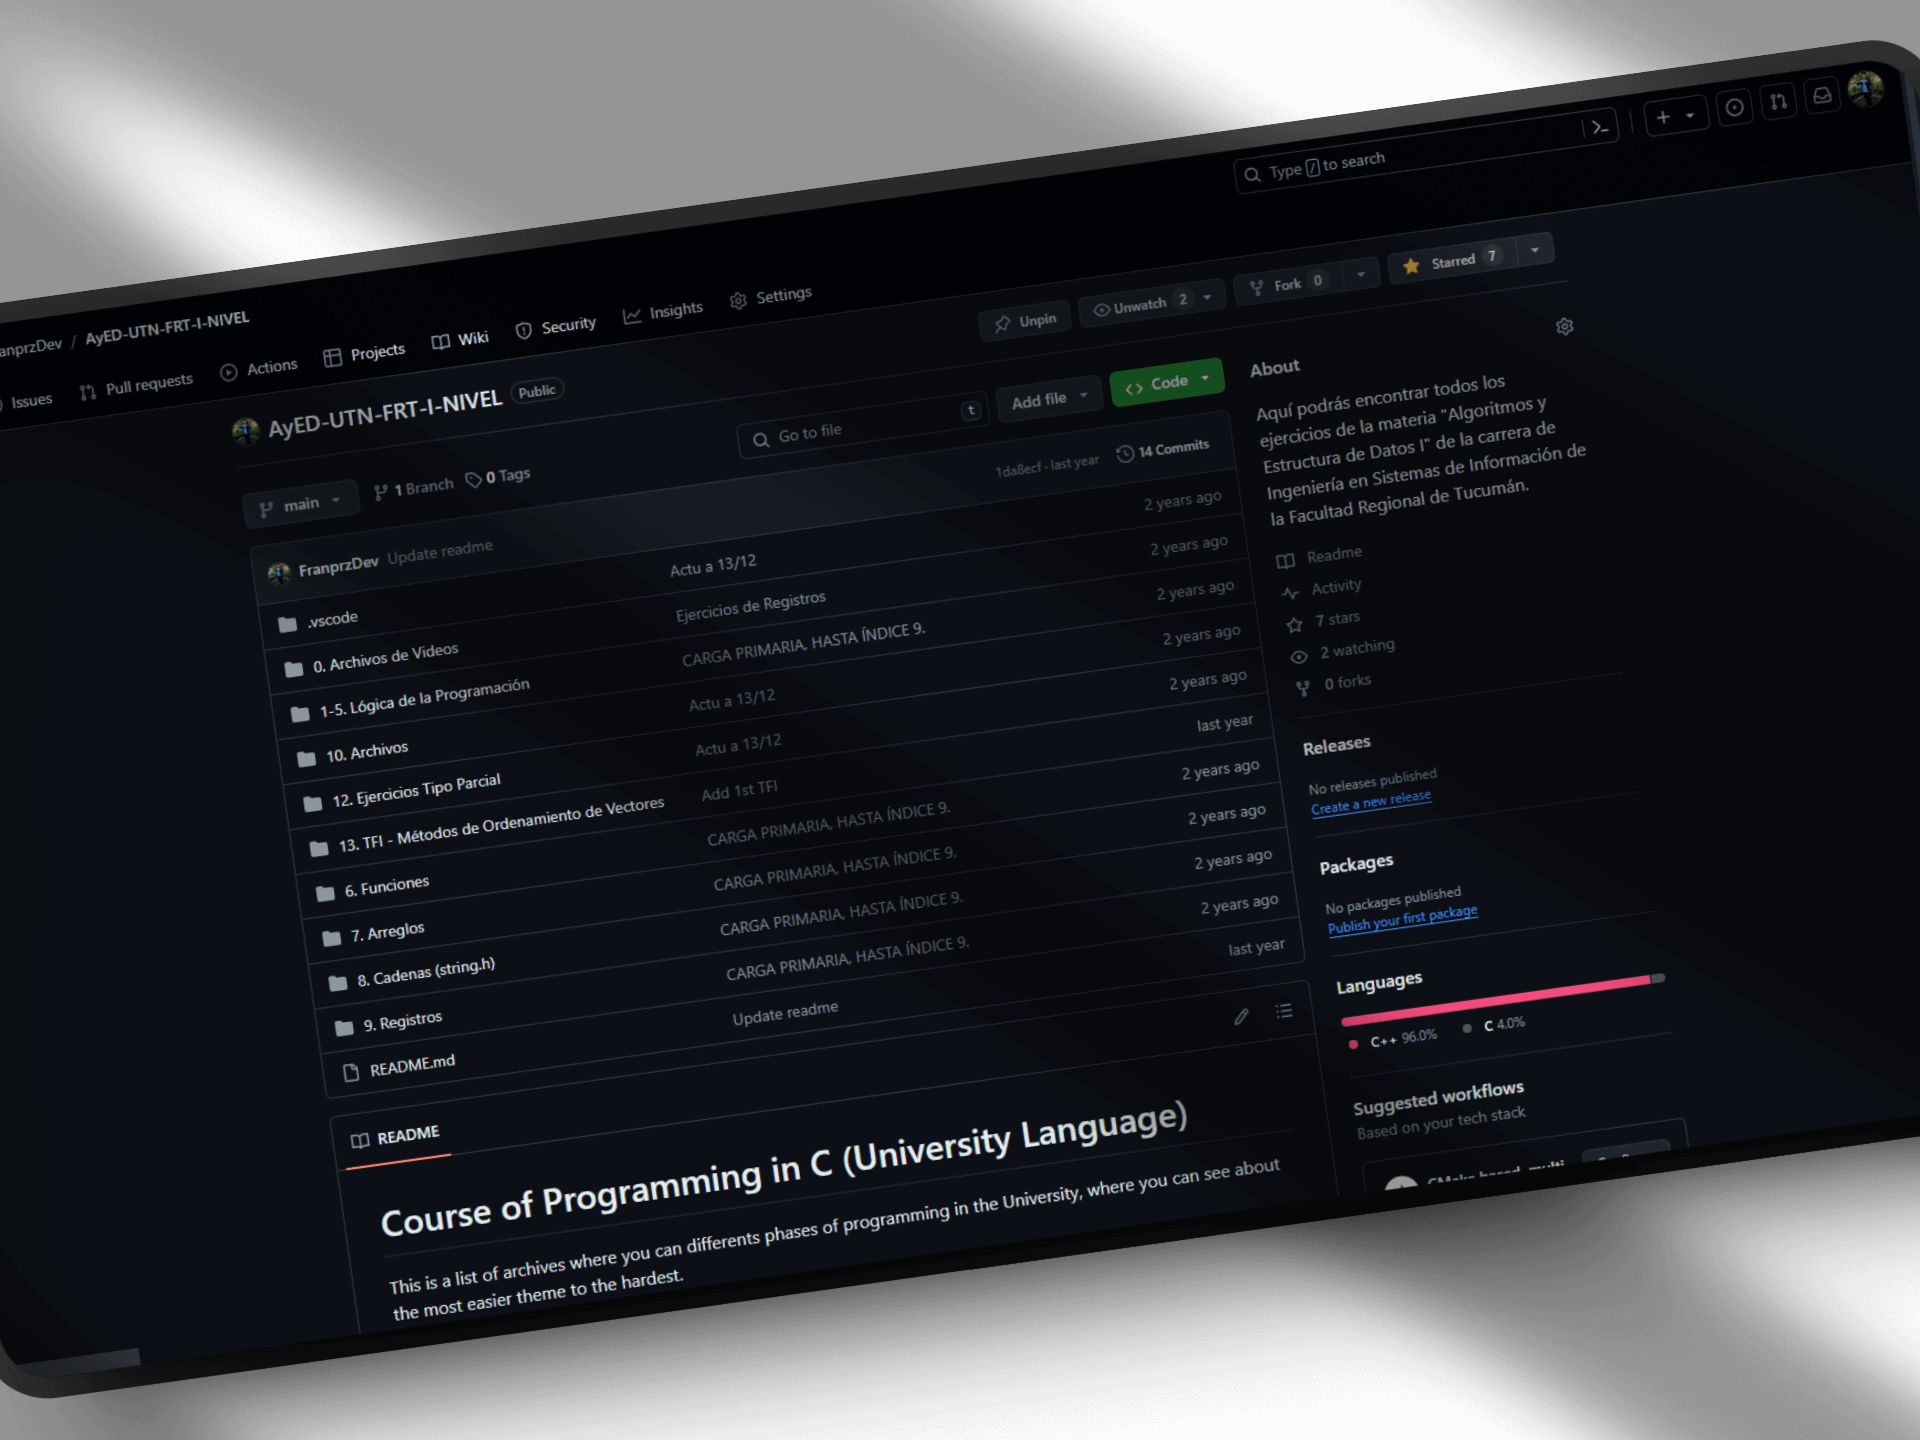 Type / to search
FranprzDev / AyED-UTN-FRT-I-NIVEL
Issues
Pull requests
Actions
Projects
Wiki
Security
Insights
Settings
AyED-UTN-FRT-I-NIVEL Public
Unpin
Unwatch 2
Fork 0
Starred 7
main
1 Branch
0 Tags
Go to file t
Add file
Code
FranprzDev Update readme
1da8ecf · last year
14 Commits
.vscode Actu a 13/12 2 years ago
0. Archivos de Videos Ejercicios de Registros 2 years ago
1-5. Lógica de la Programación CARGA PRIMARIA, HASTA ÍNDICE 9. 2 years ago
10. Archivos Actu a 13/12 2 years ago
12. Ejercicios Tipo Parcial Actu a 13/12 2 years ago
13. TFI - Métodos de Ordenamiento de Vectores Add 1st TFI last year
6. Funciones CARGA PRIMARIA, HASTA ÍNDICE 9. 2 years ago
7. Arreglos CARGA PRIMARIA, HASTA ÍNDICE 9. 2 years ago
8. Cadenas (string.h) CARGA PRIMARIA, HASTA ÍNDICE 9. 2 years ago
9. Registros CARGA PRIMARIA, HASTA ÍNDICE 9. 2 years ago
README.md Update readme last year
README
Course of Programming in C (University Language)
This is a list of archives where you can differents phases of programming in the University, where you can see about
the most easier theme to the hardest.
About
Aquí podrás encontrar todos los
ejercicios de la materia "Algoritmos y
Estructura de Datos I" de la carrera de
Ingeniería en Sistemas de Información de
la Facultad Regional de Tucumán.
Readme
Activity
7 stars
2 watching
0 forks
Releases
No releases published
Create a new release
Packages
No packages published
Publish your first package
Languages
C++ 96.0%
C 4.0%
Suggested workflows
Based on your tech stack